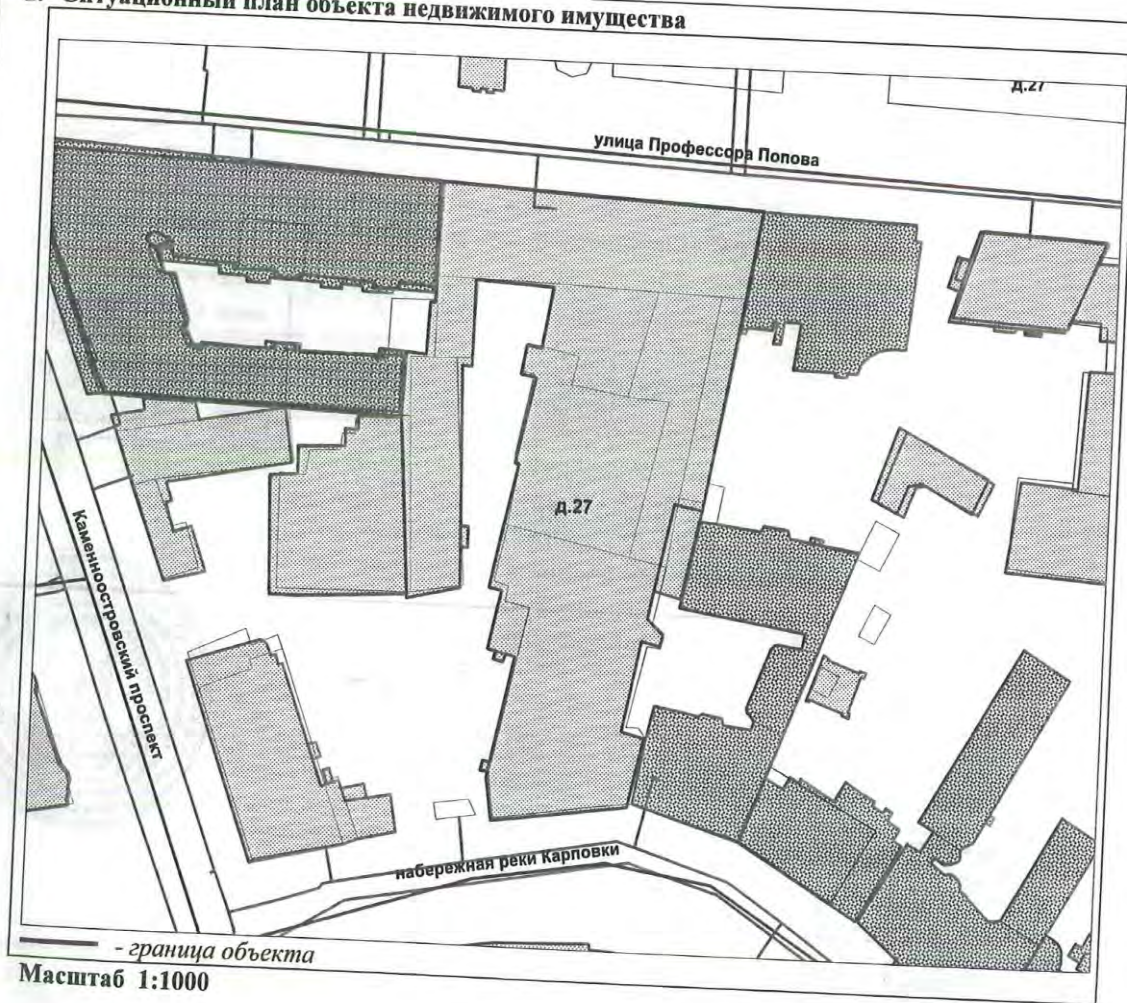 Ситуационный план объекта недвижимого имущества
д.27
улица Профессора Попова
д.27
Каменноостровский проспект
набережная реки Карповки
- граница объекта
Масштаб 1:1000